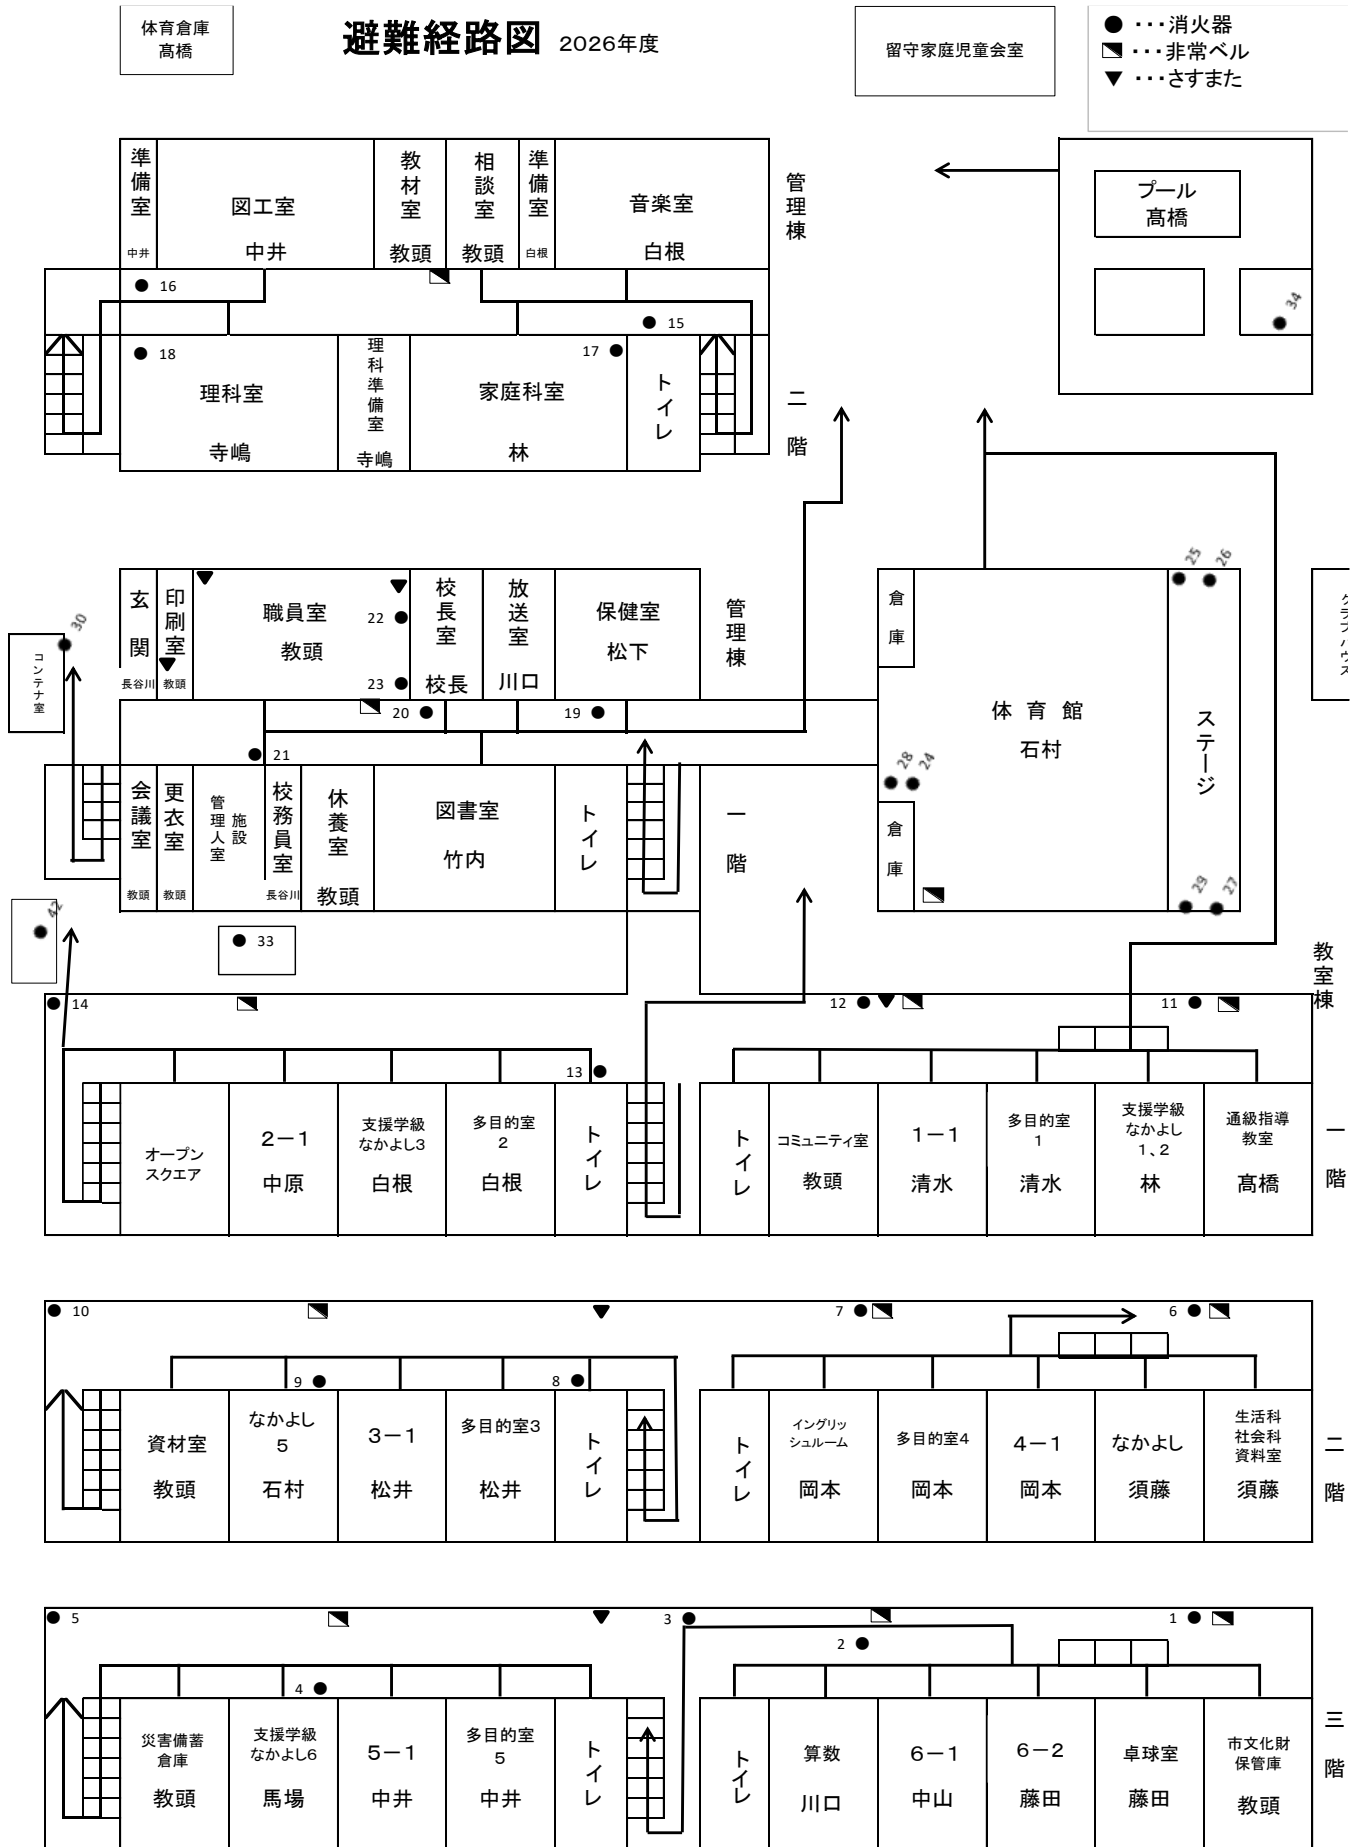 体育倉庫
髙橋
避難経路図 2026年度
留守家庭児童会室
●・・・消火器
・・・非常ベル
▼・・・さすまた
準備室
中井
図工室
中井
教材室
教頭
相談室
教頭
準備室
白根
音楽室
白根
管理棟
プール
髙橋
16
15
34
18
理科室
寺嶋
理科準備室
寺嶋
17
家庭科室
林
トイレ
二階
玄関
長谷川
印刷室
教頭
職員室
教頭
22
23
校長室
校長
放送室
川口
保健室
松下
管理棟
倉庫
25
26
クラブハウス
30
コンテナ室
20
19
21
体育館
石村
ステージ
28
24
会議室
教頭
更衣室
教頭
施設
管理人室
校務員室
長谷川
休養室
教頭
図書室
竹内
トイレ
一階
倉庫
29
27
42
33
教室棟
14
12
11
13
オープン
スクエア
2－1
中原
支援学級
なかよし3
白根
多目的室
2
白根
トイレ
トイレ
コミュニティ室
教頭
1－1
清水
多目的室
1
清水
支援学級
なかよし
1、2
林
通級指導
教室
髙橋
一階
10
7
6
9
8
資材室
教頭
なかよし
5
石村
3－1
松井
多目的室3
松井
トイレ
トイレ
イングリッ
シュルーム
岡本
多目的室4
岡本
4－1
岡本
なかよし
須藤
生活科
社会科
資料室
須藤
二階
5
3
1
2
4
災害備蓄
倉庫
教頭
支援学級
なかよし6
馬場
5－1
中井
多目的室
5
中井
トイレ
トイレ
算数
川口
6－1
中山
6－2
藤田
卓球室
藤田
市文化財
保管庫
教頭
三階